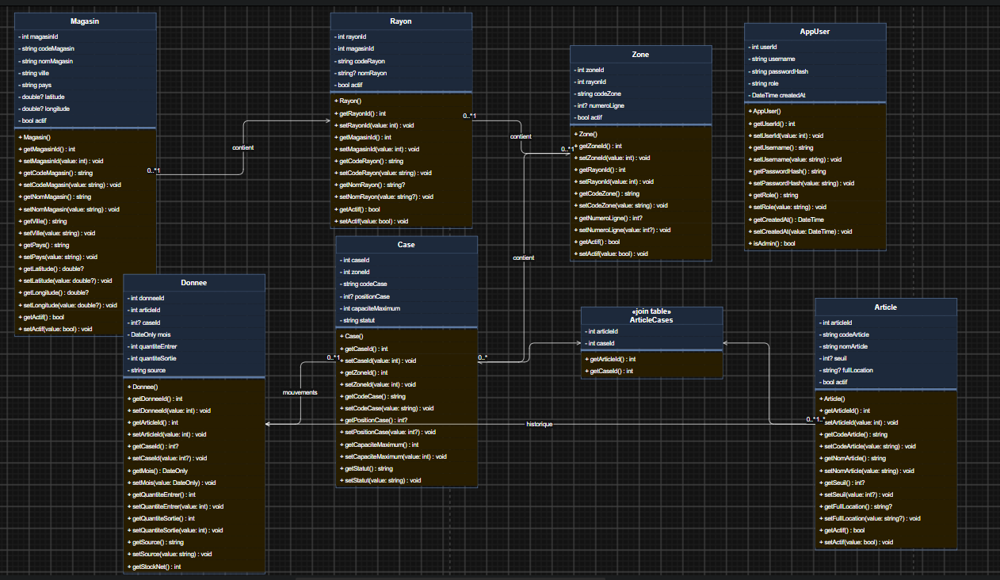 Magasin
- int magasinId
- string codeMagasin
- string nomMagasin
- string ville
- string pays
- double? latitude
- double? longitude
- bool actif
+ Magasin()
+ getMagasinId() : int
+ setMagasinId(value: int) : void
+ getCodeMagasin() : string
+ setCodeMagasin(value: string) : void
+ getNomMagasin() : string
+ setNomMagasin(value: string) : void
+ getVille() : string
+ setVille(value: string) : void
+ getPays() : string
+ setPays(value: string) : void
+ getLatitude() : double?
+ setLatitude(value: double?) : void
+ getLongitude() : double?
+ setLongitude(value: double?) : void
+ getActif() : bool
+ setActif(value: bool) : void
0..*1
contient
Rayon
- int rayonId
- int magasinId
- string codeRayon
- string? nomRayon
- bool actif
+ Rayon()
+ getRayonId() : int
+ setRayonId(value: int) : void
+ getMagasinId() : int
+ setMagasinId(value: int) : void
+ getCodeRayon() : string
+ setCodeRayon(value: string) : void
+ getNomRayon() : string?
+ setNomRayon(value: string?) : void
+ getActif() : bool
+ setActif(value: bool) : void
0..*1
contient
0..*1
Zone
- int zoneId
- int rayonId
- string codeZone
- int? numeroLigne
- bool actif
+ Zone()
+ getZoneId() : int
+ setZoneId(value: int) : void
+ getRayonId() : int
+ setRayonId(value: int) : void
+ getCodeZone() : string
+ setCodeZone(value: string) : void
+ getNumeroLigne() : int?
+ setNumeroLigne(value: int?) : void
+ getActif() : bool
+ setActif(value: bool) : void
contient
AppUser
- int userId
- string username
- string passwordHash
- string role
- DateTime createdAt
+ AppUser()
+ getUserId() : int
+ setUserId(value: int) : void
+ getUsername() : string
+ setUsername(value: string) : void
+ getPasswordHash() : string
+ setPasswordHash(value: string) : void
+ getRole() : string
+ setRole(value: string) : void
+ getCreatedAt() : DateTime
+ setCreatedAt(value: DateTime) : void
+ isAdmin() : bool
Donnee
- int donneeId
- int articleId
- int? caseId
- DateOnly mois
- int quantiteEntrer
- int quantiteSortie
- string source
+ Donnee()
+ getDonneeId() : int
+ setDonneeId(value: int) : void
+ getArticleId() : int
+ setArticleId(value: int) : void
+ getCaseId() : int?
+ setCaseId(value: int?) : void
+ getMois() : DateOnly
+ setMois(value: DateOnly) : void
+ getQuantiteEntrer() : int
+ setQuantiteEntrer(value: int) : void
+ getQuantiteSortie() : int
+ setQuantiteSortie(value: int) : void
+ getSource() : string
+ setSource(value: string) : void
+ getStockNet() : int
mouvements
0..*1
Case
- int caseId
- int zoneId
- string codeCase
- int? positionCase
- int capaciteMaximum
- string statut
+ Case()
+ getCaseId() : int
+ setCaseId(value: int) : void
+ getZoneId() : int
+ setZoneId(value: int) : void
+ getCodeCase() : string
+ setCodeCase(value: string) : void
+ getPositionCase() : int?
+ setPositionCase(value: int?) : void
+ getCapaciteMaximum() : int
+ setCapaciteMaximum(value: int) : void
+ getStatut() : string
+ setStatut(value: string) : void
0..*
historique
«join table»
ArticleCases
- int articleId
- int caseId
+ getArticleId() : int
+ getCaseId() : int
0..*1..*
Article
- int articleId
- string codeArticle
- string nomArticle
- int? seuil
- string? fullLocation
- bool actif
+ Article()
+ getArticleId() : int
+ setArticleId(value: int) : void
+ getCodeArticle() : string
+ setCodeArticle(value: string) : void
+ getNomArticle() : string
+ setNomArticle(value: string) : void
+ getSeuil() : int?
+ setSeuil(value: int?) : void
+ getFullLocation() : string?
+ setFullLocation(value: string?) : void
+ getActif() : bool
+ setActif(value: bool) : void